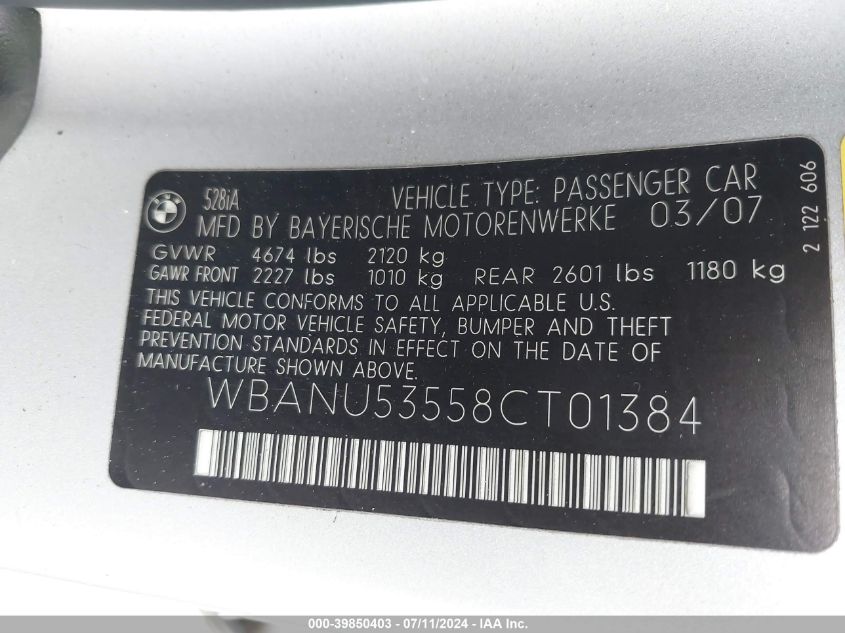 528iA VEHICLE TYPE: PASSENGER CAR
MFD BY BAYERISCHE MOTORENWERKE 03/07
GVWR 4674 lbs 2120 kg
GAWR FRONT 2227 lbs 1010 kg REAR 2601 lbs 1180 kg
THIS VEHICLE CONFORMS TO ALL APPLICABLE U.S.
FEDERAL MOTOR VEHICLE SAFETY, BUMPER AND THEFT
PREVENTION STANDARDS IN EFFECT ON THE DATE OF
MANUFACTURE SHOWN ABOVE.
WBANU53558CT01384
2 122 606
000-39850403 - 07/11/2024 - IAA Inc.